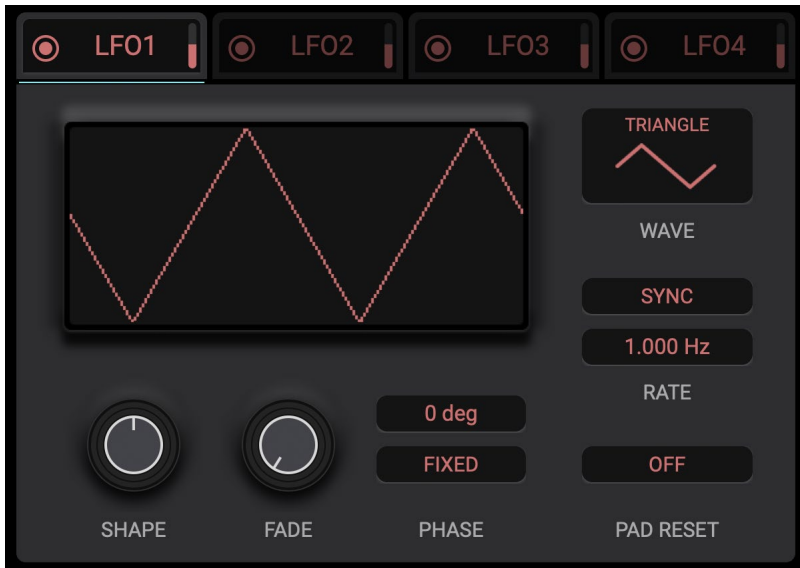 LFO1
LFO2
LFO3
LFO4
TRIANGLE
WAVE
SYNC
1.000 Hz
RATE
0 deg
FIXED
OFF
SHAPE
FADE
PHASE
PAD RESET